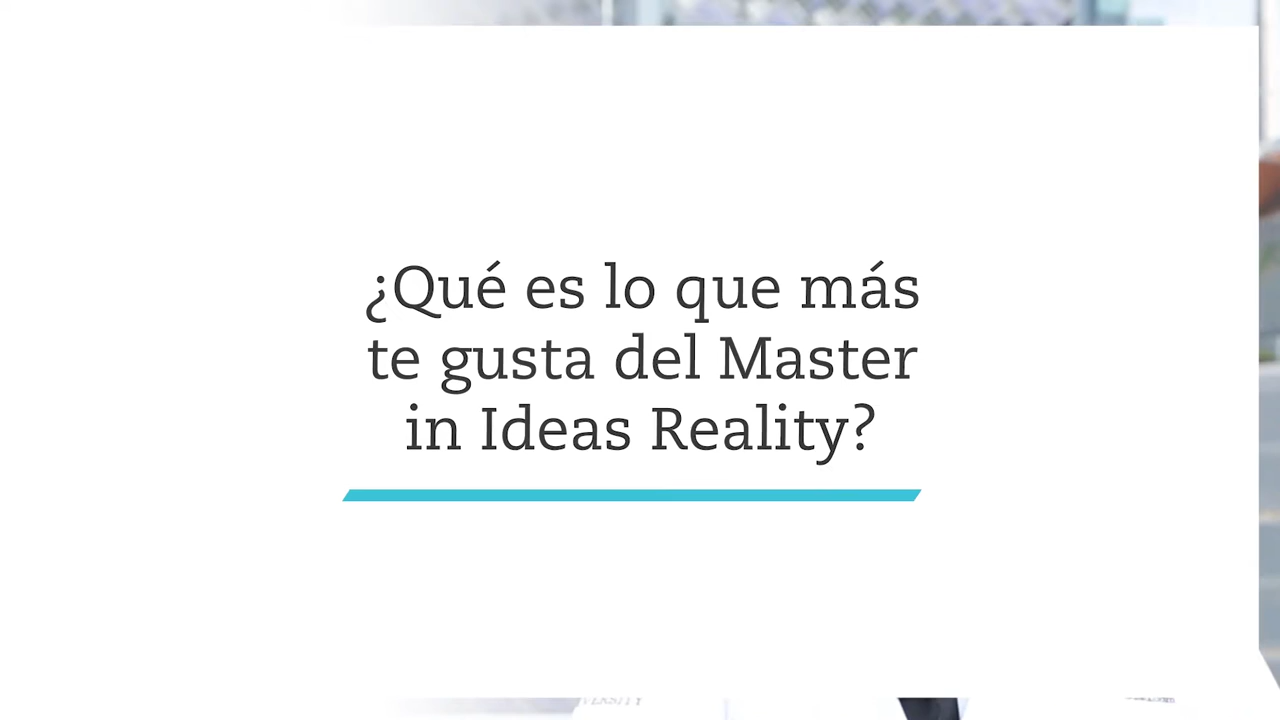 ¿Qué es lo que más
te gusta del Master
in Ideas Reality?